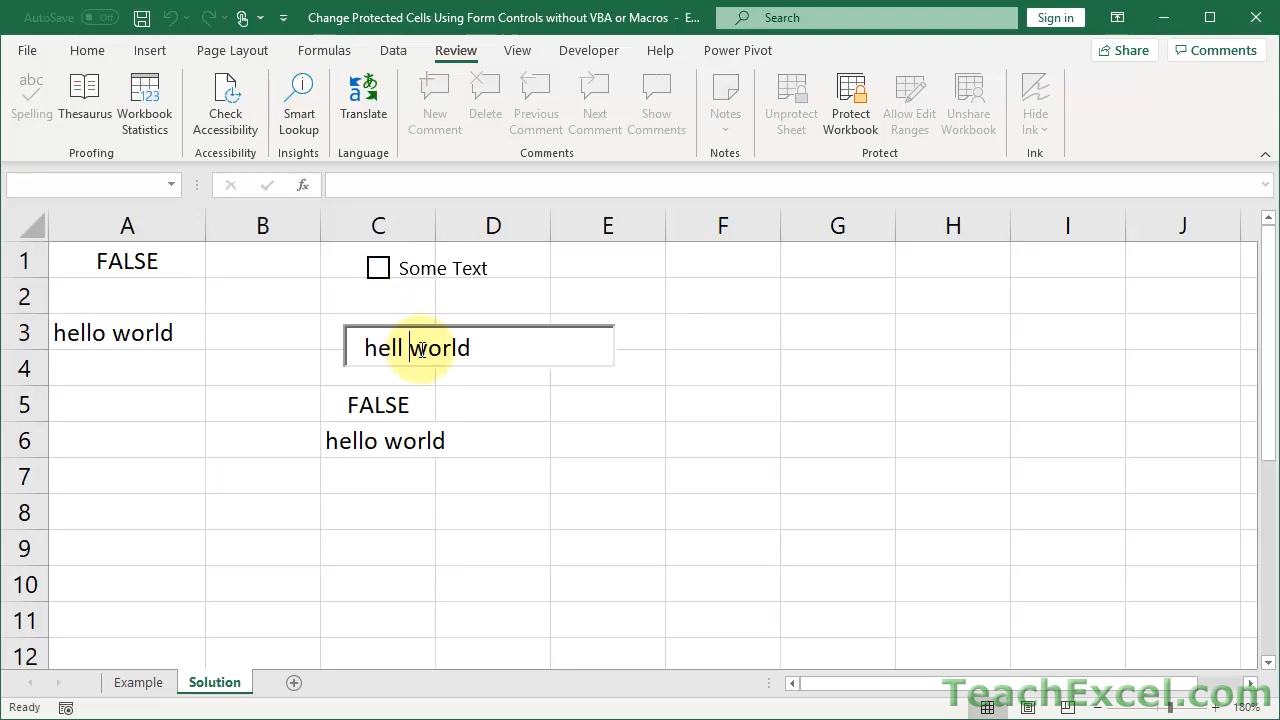 AutoSave Off Change Protected Cells Using Form Controls without VBA or Macros - E... Search Sign in
File Home Insert Page Layout Formulas Data Review View Developer Help Power Pivot Share Comments
abc
Spelling Thesaurus Workbook Statistics Check Accessibility Smart Lookup Translate New Comment Delete Previous Comment Next Comment Show Comments Notes Unprotect Sheet Protect Workbook Allow Edit Ranges Unshare Workbook Hide Ink
Proofing Accessibility Insights Language Comments Notes Protect Ink
fx
A B C D E F G H I J
1 FALSE Some Text
2
3 hello world hell world
4
5 FALSE
6 hello world
7
8
9
10
11
12
Example Solution
Ready 180%
TeachExcel.com